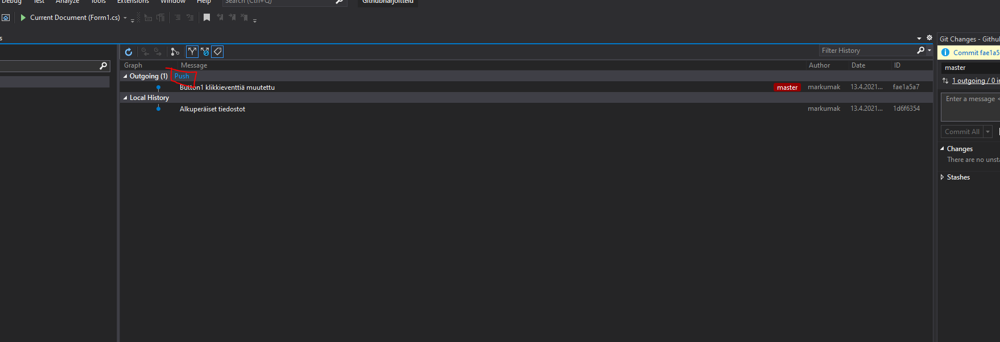 Debug Test Analyze Tools Extensions Window Help Search (Ctrl+Q) Githubharjoittelu
Current Document (Form1.cs)
s
Git Changes - Githu
Filter History
Commit fae1a5
Graph Message Author Date ID
master
Outgoing (1) Push
1 outgoing / 0 in
Button1 klikkieventtiä muutettu master markumak 13.4.2021... fae1a5a7
Local History
Enter a message <
Alkuperäiset tiedostot markumak 13.4.2021... 1d6f6354
Commit All
Changes
There are no unsta
Stashes